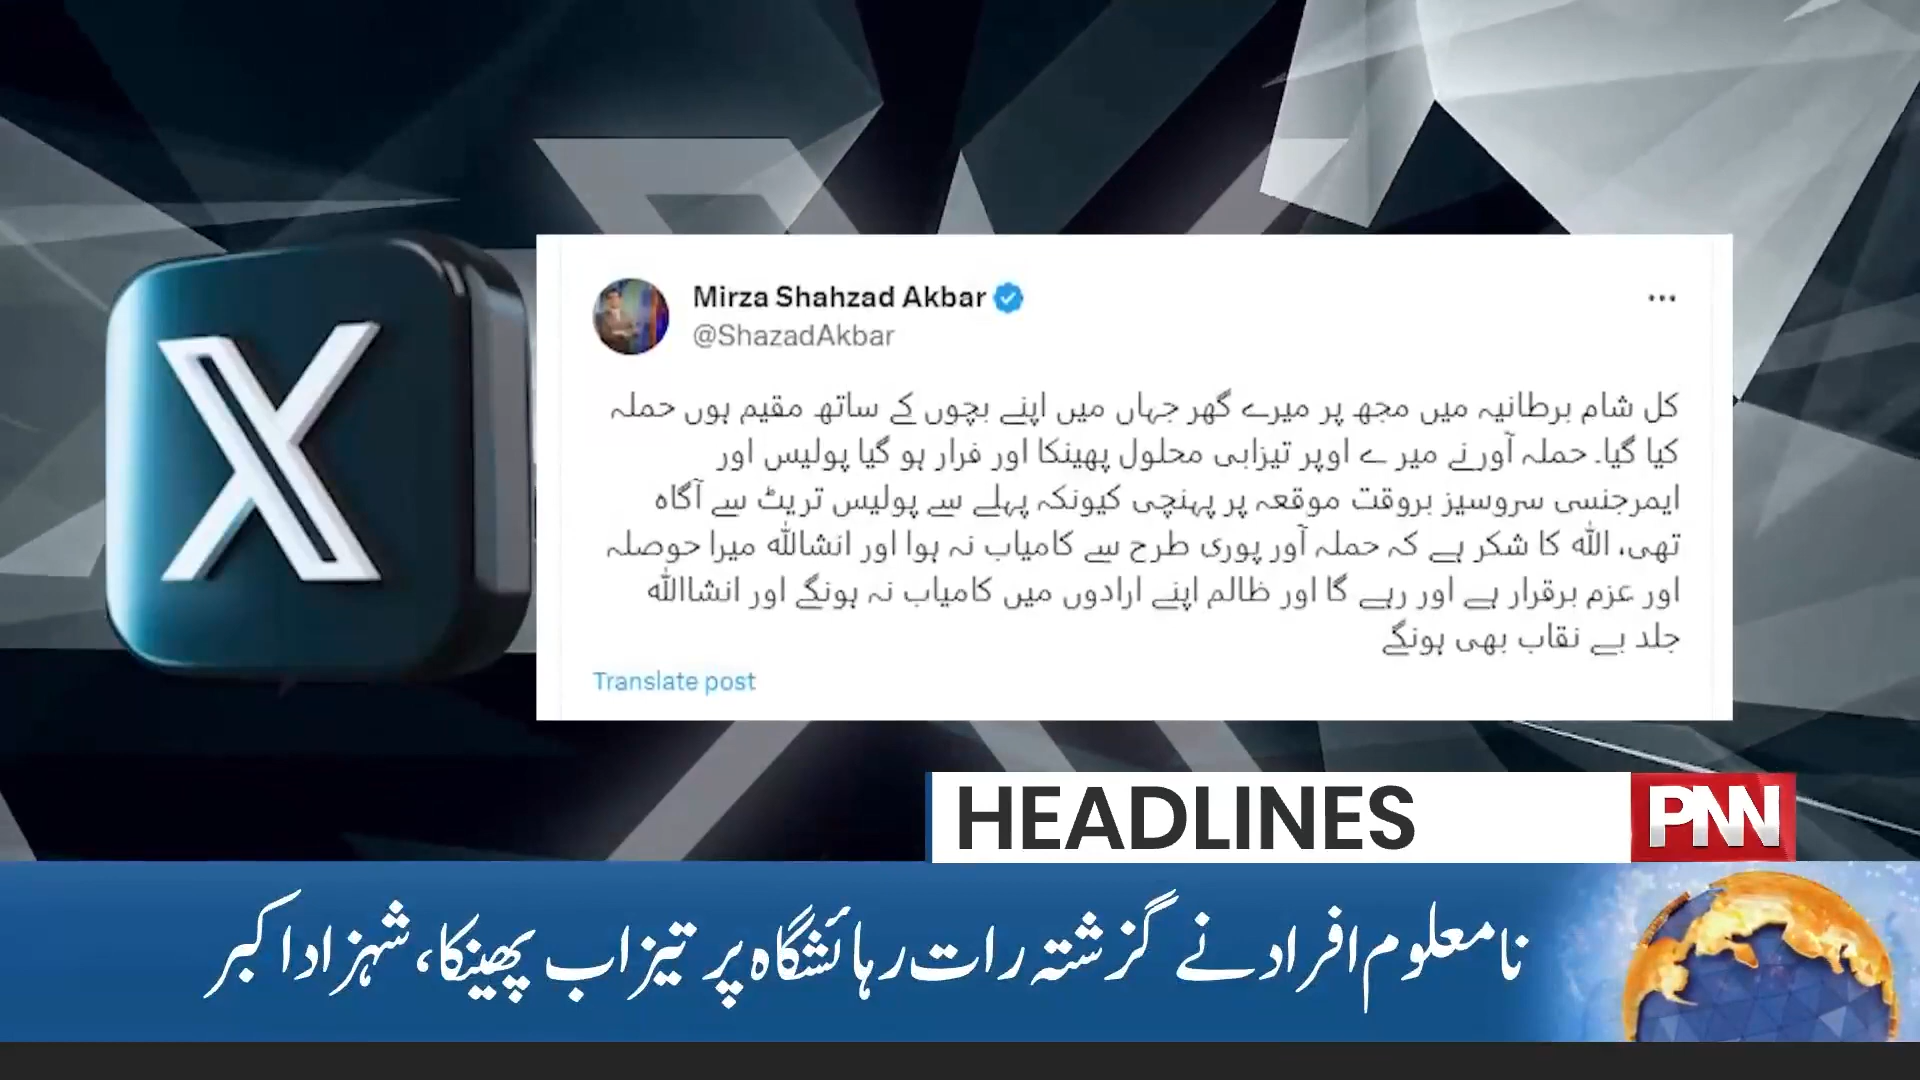 X
Mirza Shahzad Akbar
@ShazadAkbar
کل شام برطانیہ میں مجھ پر میرے گھر جہاں میں اپنے بچوں کے ساتھ مقیم ہوں حملہ
کیا گیا۔ حملہ آور نے میر ے اوپر تیزابی محلول پھینکا اور فرار ہو گیا پولیس اور
ایمرجنسی سروسیز بروقت موقعہ پر پہنچی کیونکہ پہلے سے پولیس تریٹ سے آگاہ
تھی، اللہ کا شکر ہے کہ حملہ آور پوری طرح سے کامیاب نہ ہوا اور انشاللہ میرا حوصلہ
اور عزم برقرار ہے اور رہے گا اور ظالم اپنے ارادوں میں کامیاب نہ ہونگے اور انشااللہ
جلد بے نقاب بھی ہونگے
Translate post
HEADLINES
PNN
نامعلوم افراد نے گزشتہ رات رہائشگاہ پر تیزاب پھینکا، شہزاد اکبر